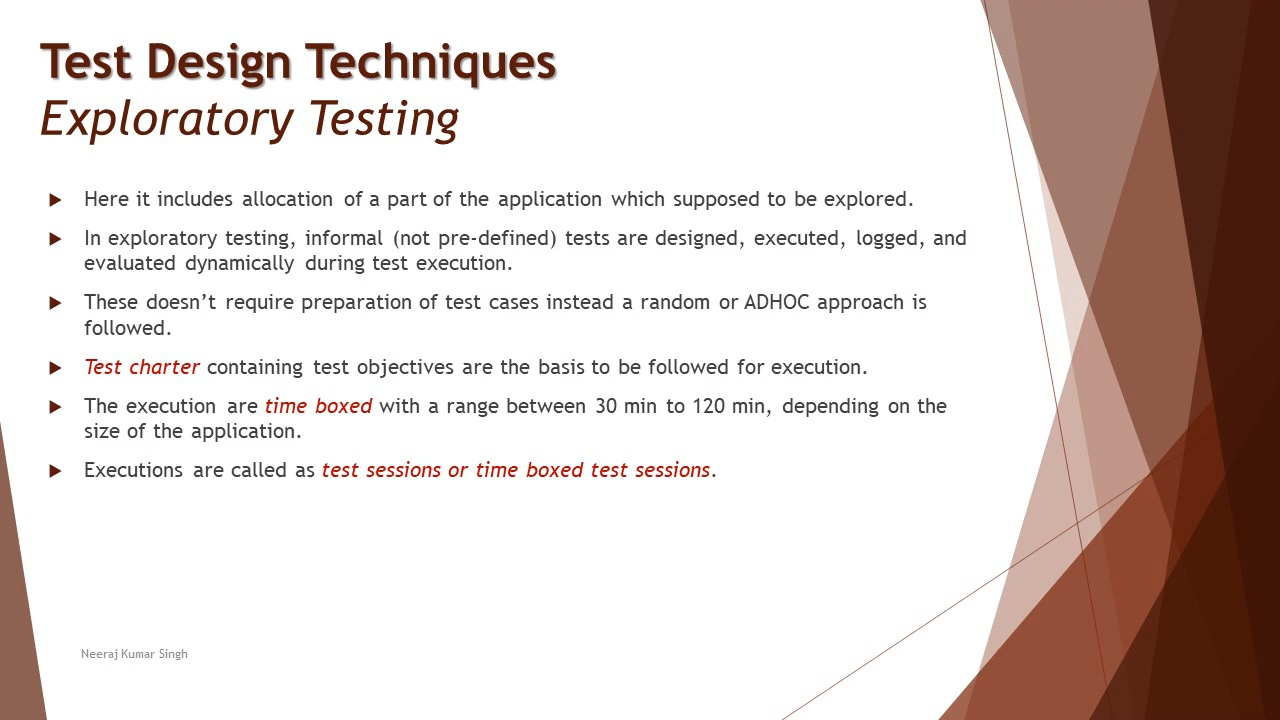 Test Design Techniques
Exploratory Testing
Here it includes allocation of a part of the application which supposed to be explored.
In exploratory testing, informal (not pre-defined) tests are designed, executed, logged, and
evaluated dynamically during test execution.
These doesn’t require preparation of test cases instead a random or ADHOC approach is
followed.
Test charter containing test objectives are the basis to be followed for execution.
The execution are time boxed with a range between 30 min to 120 min, depending on the
size of the application.
Executions are called as test sessions or time boxed test sessions.
Neeraj Kumar Singh